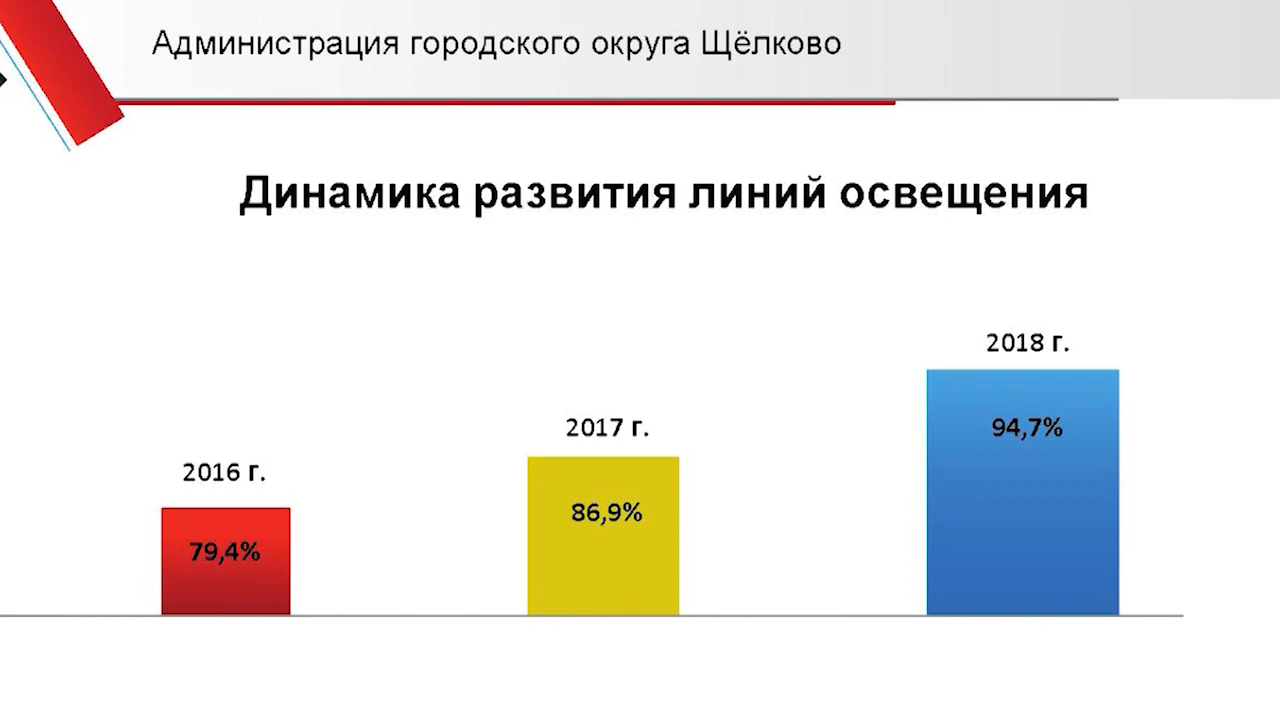 Администрация городского округа Щёлково
Динамика развития линий освещения
2018 г.
94,7%
2017 г.
86,9%
2016 г.
79,4%